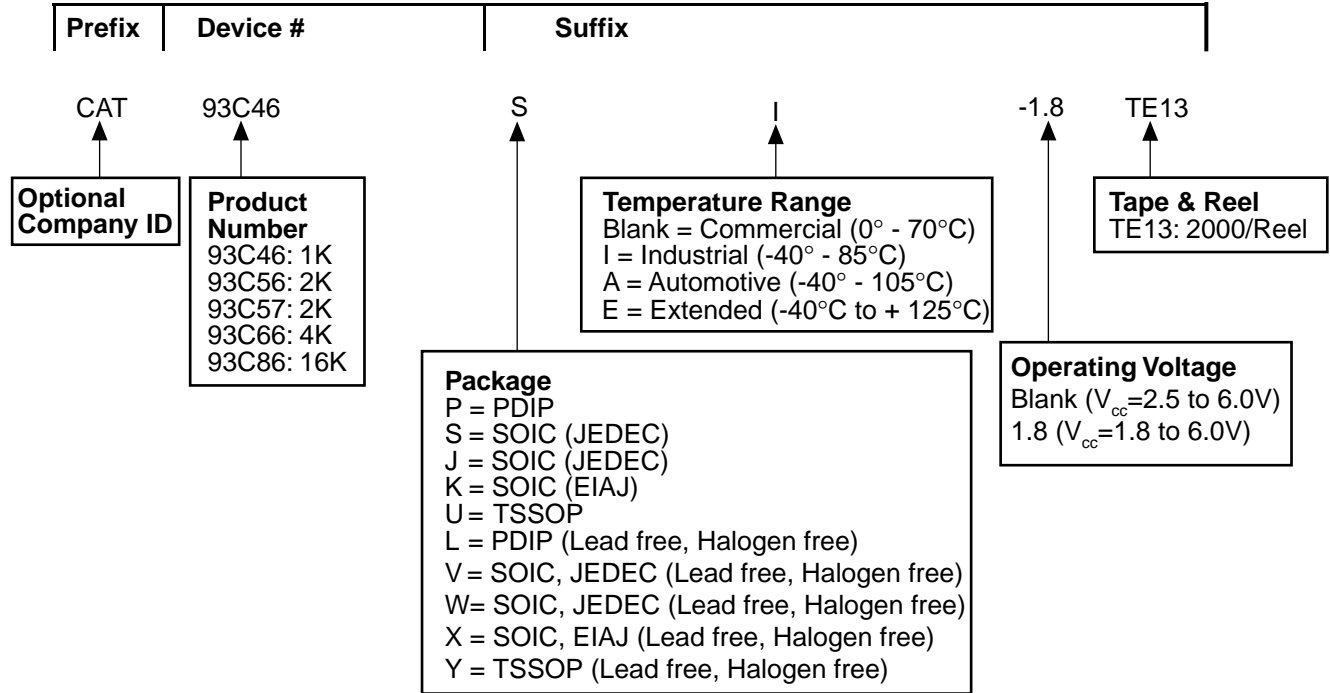 Prefix Device # Suffix
CAT 93C46 S I -1.8 TE13
Optional
Company ID
Product
Number
93C46: 1K
93C56: 2K
93C57: 2K
93C66: 4K
93C86: 16K
Temperature Range
Blank = Commercial (0° - 70°C)
I = Industrial (-40° - 85°C)
A = Automotive (-40° - 105°C)
E = Extended (-40°C to + 125°C)
Tape & Reel
TE13: 2000/Reel
Package
P = PDIP
S = SOIC (JEDEC)
J = SOIC (JEDEC)
K = SOIC (EIAJ)
U = TSSOP
L = PDIP (Lead free, Halogen free)
V = SOIC, JEDEC (Lead free, Halogen free)
W= SOIC, JEDEC (Lead free, Halogen free)
X = SOIC, EIAJ (Lead free, Halogen free)
Y = TSSOP (Lead free, Halogen free)
Operating Voltage
Blank (Vcc=2.5 to 6.0V)
1.8 (Vcc=1.8 to 6.0V)